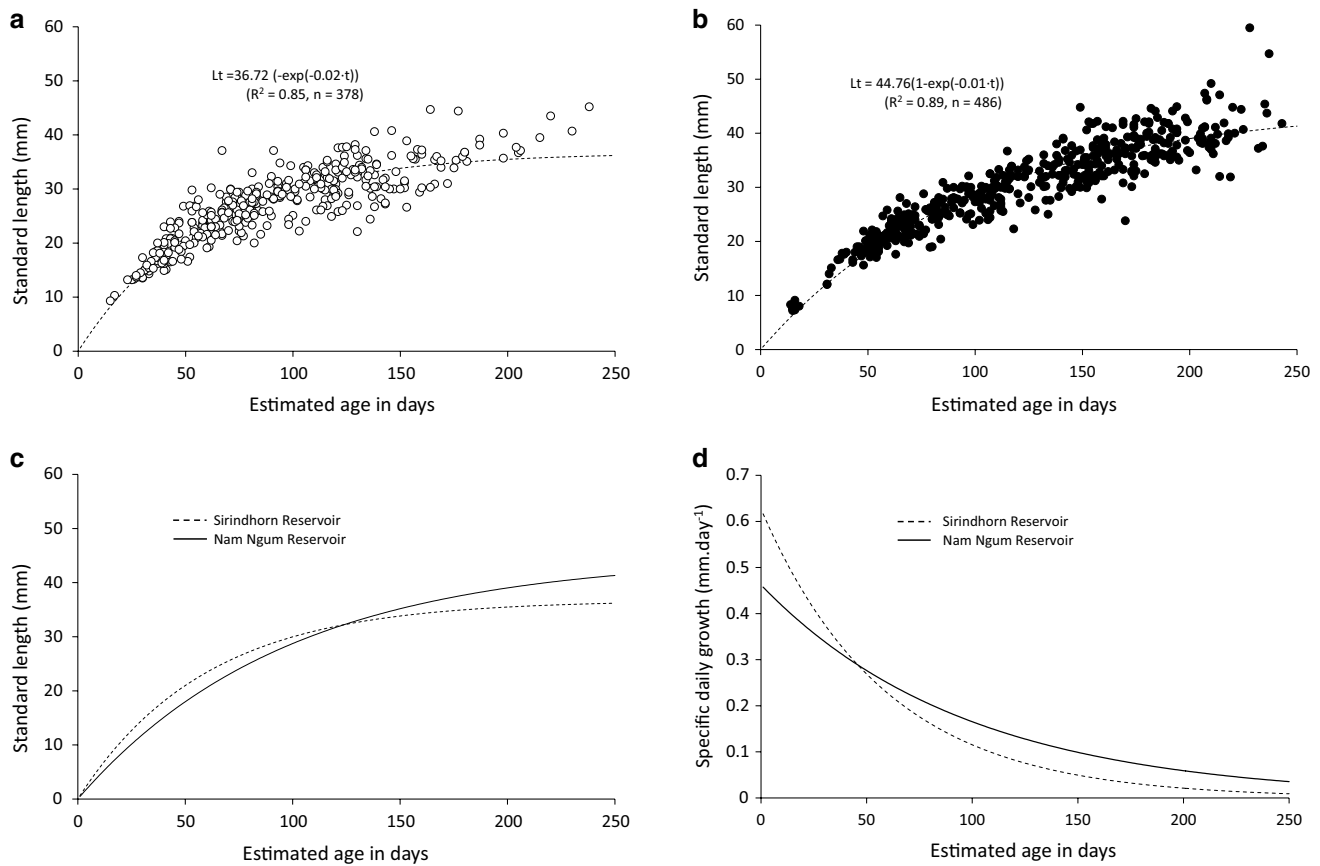 a
60
50
40
30
20
10
0
Standard length (mm)
Lt =36.72 (-exp(-0.02·t))
(R² = 0.85, n = 378)
0 50 100 150 200 250
Estimated age in days
b
60
50
40
30
20
10
0
Standard length (mm)
Lt = 44.76(1-exp(-0.01·t))
(R² = 0.89, n = 486)
0 50 100 150 200 250
Estimated age in days
c
60
50
40
30
20
10
0
Standard length (mm)
Sirindhorn Reservoir
Nam Ngum Reservoir
0 50 100 150 200 250
Estimated age in days
d
0.7
0.6
0.5
0.4
0.3
0.2
0.1
0
Specific daily growth (mm.day⁻¹)
Sirindhorn Reservoir
Nam Ngum Reservoir
0 50 100 150 200 250
Estimated age in days